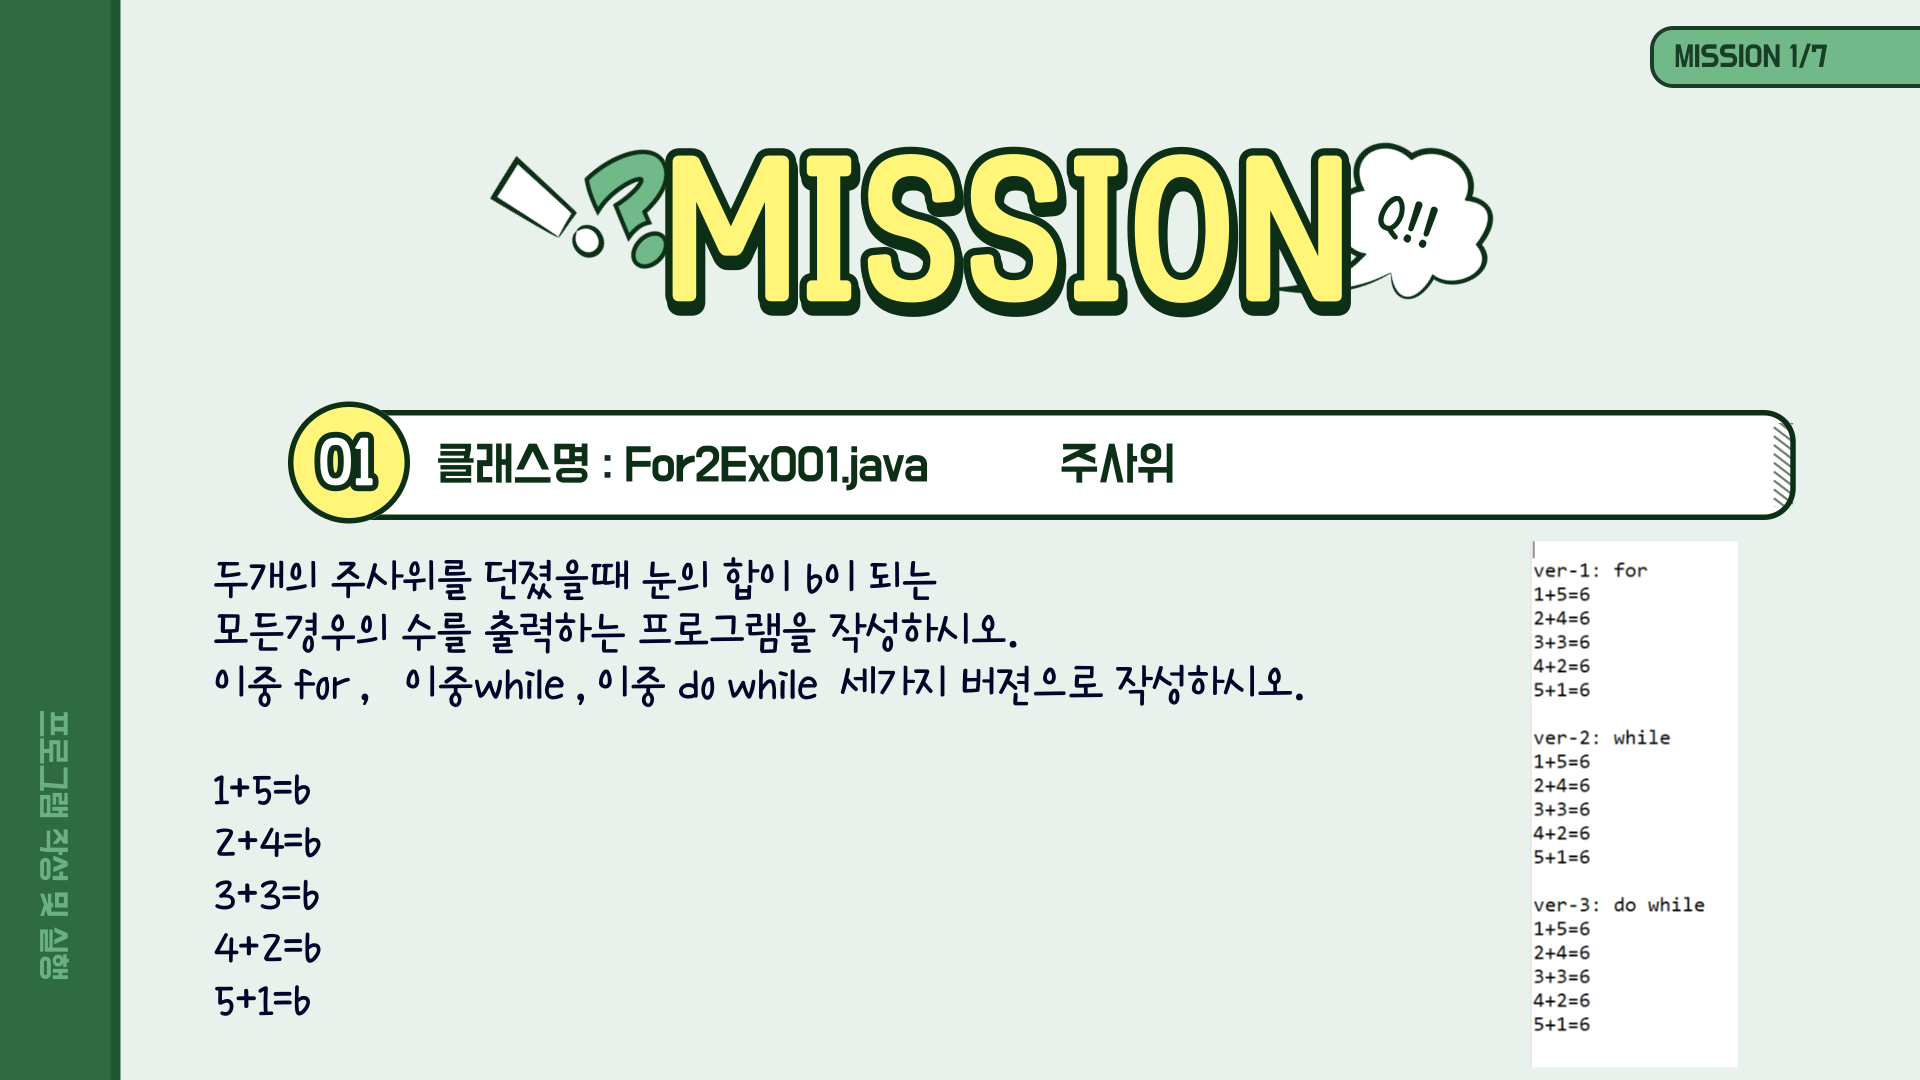 MISSION 1/7
MISSION
Q!!
01
클래스명 : For2Ex001.java 주사위
두개의 주사위를 던졌을때 눈의 합이 6이 되는
모든경우의 수를 출력하는 프로그램을 작성하시오.
이중 for , 이중while , 이중 do while 세가지 버젼으로 작성하시오.
1+5=6
2+4=6
3+3=6
4+2=6
5+1=6
ver-1: for
1+5=6
2+4=6
3+3=6
4+2=6
5+1=6
ver-2: while
1+5=6
2+4=6
3+3=6
4+2=6
5+1=6
ver-3: do while
1+5=6
2+4=6
3+3=6
4+2=6
5+1=6
프로그램 작성 및 실행